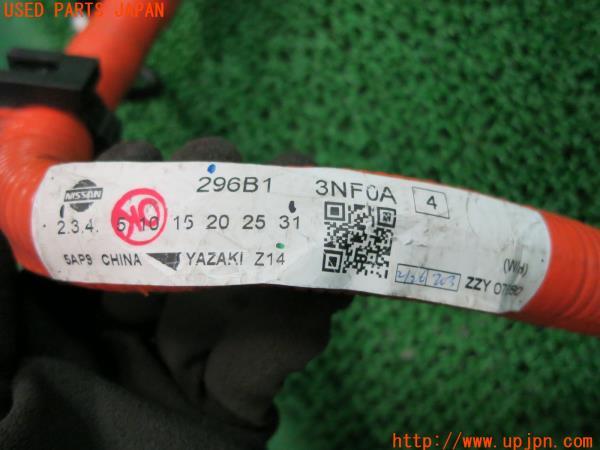 USED PARTS JAPAN
296B1 3NF0A 4
NISSAN
2.3.4. 5 10 15 20 25 31
5AP9 CHINA YAZAKI Z14
(WH)
ZZY
http://www.upjpn.com/